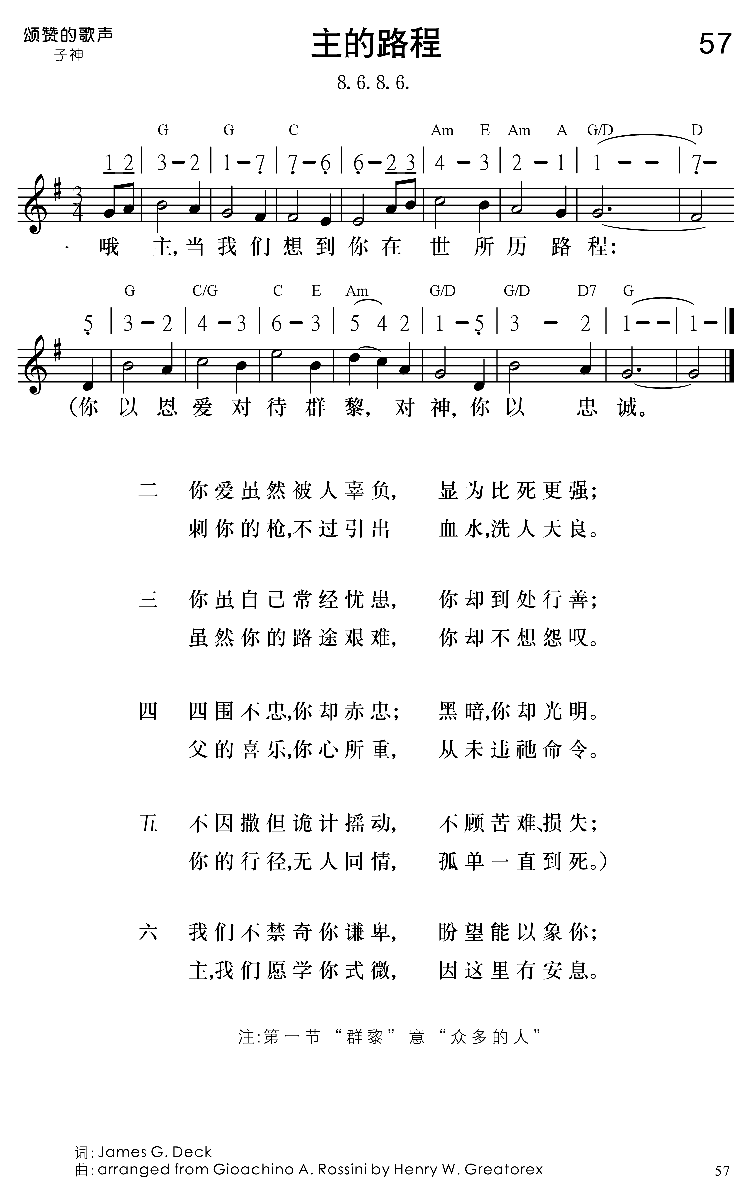 颂赞的歌声
子神
主的路程
57
8. 6. 8. 6.
G G C Am E Am A G/D D
1 2 | 3 - 2 | 1 - 7 | 7 - 6 | 6 - 2 3 | 4 - 3 | 2 - 1 | 1 - - | 7 -
哦 主,当我们想到你在 世 所历路程:
G C/G C E Am G/D G/D D7 G
5 | 3 - 2 | 4 - 3 | 6 - 3 | 5 4 2 | 1 - 5 | 3 - 2 | 1 - - | 1 -
(你以恩爱对待群黎, 对神,你以 忠诚。
二 你爱虽然被人辜负, 显为比死更强;
刺你的枪,不过引出 血水,洗人天良。
三 你虽自己常经忧患, 你却到处行善;
虽然你的路途艰难, 你却不想怨叹。
四 四围不忠,你却赤忠; 黑暗,你却光明。
父的喜乐,你心所重, 从未违祂命令。
五 不因撒但诡计摇动, 不顾苦难、损失;
你的行径,无人同情, 孤单一直到死。)
六 我们不禁奇你谦卑, 盼望能以象你;
主,我们愿学你式微, 因这里有安息。
注:第一节“群黎”意“众多的人”
词: James G. Deck
曲: arranged from Gioachino A. Rossini by Henry W. Greatorex
57